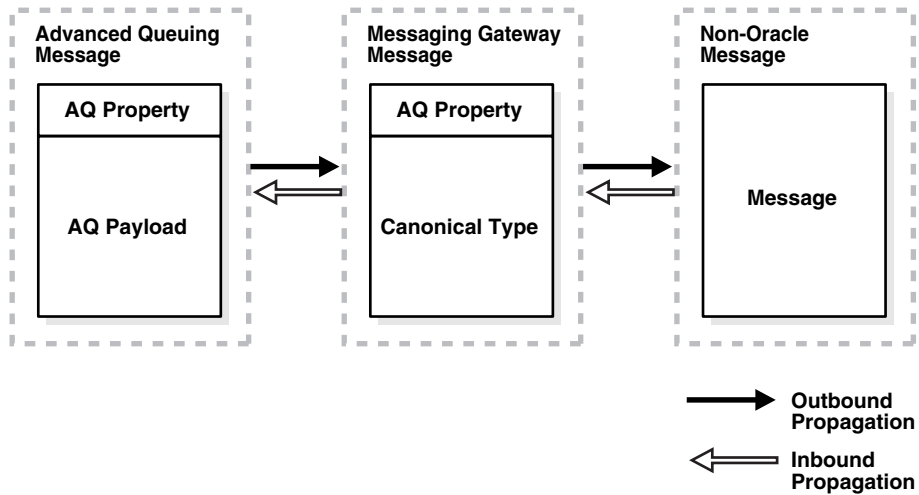 Advanced Queuing
Message
AQ Property
AQ Payload
Messaging Gateway
Message
AQ Property
Canonical Type
Non-Oracle
Message
Message
Outbound
Propagation
Inbound
Propagation